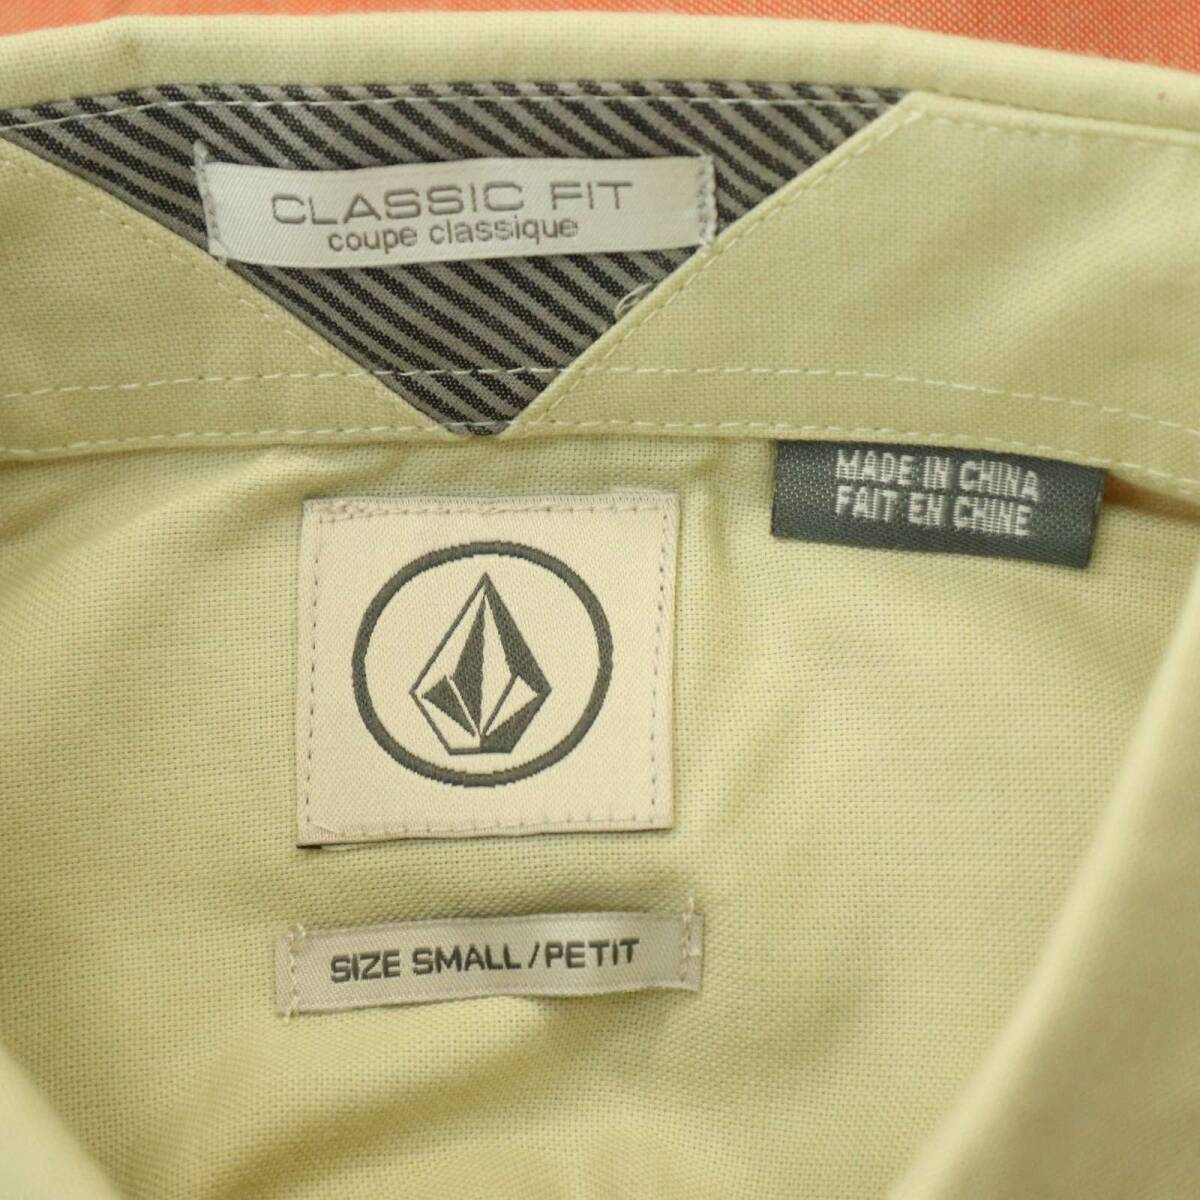 CLASSIC FIT
coupe classique
MADE IN CHINA
FAIT EN CHINE
SIZE SMALL/PETIT